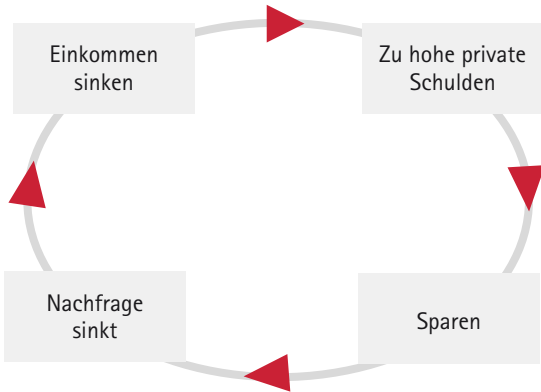 Einkommen
sinken
Zu hohe private
Schulden
Nachfrage
sinkt
Sparen